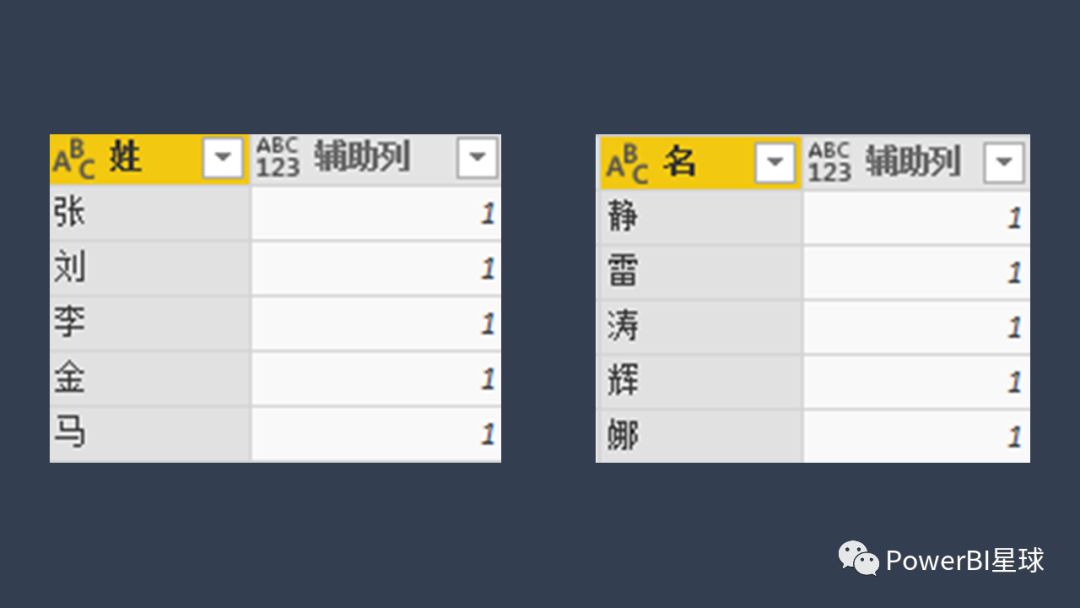 姓 ABC 123 辅助列
张 1
刘 1
李 1
金 1
马 1
ABC 名 ABC 123 辅助列
静 1
雷 1
涛 1
辉 1
娜 1
PowerBI星球